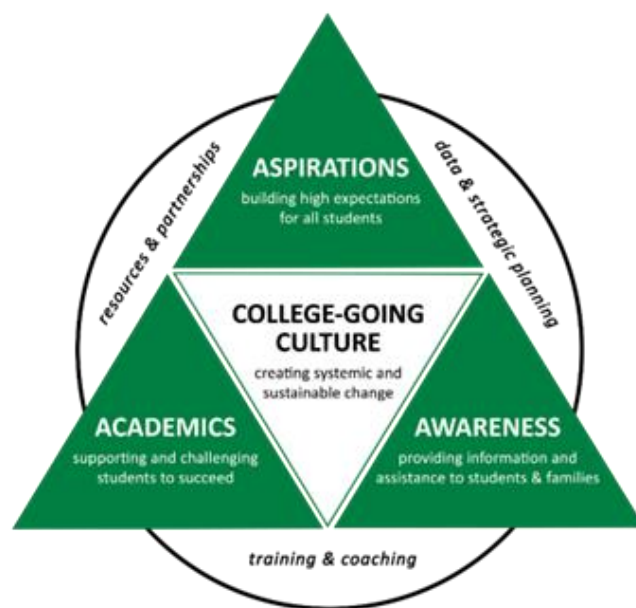 ASPIRATIONS
building high expectations
for all students
resources & partnerships
data & strategic planning
COLLEGE-GOING
CULTURE
creating systemic and
sustainable change
ACADEMICS
supporting and challenging
students to succeed
AWARENESS
providing information and
assistance to students & families
training & coaching